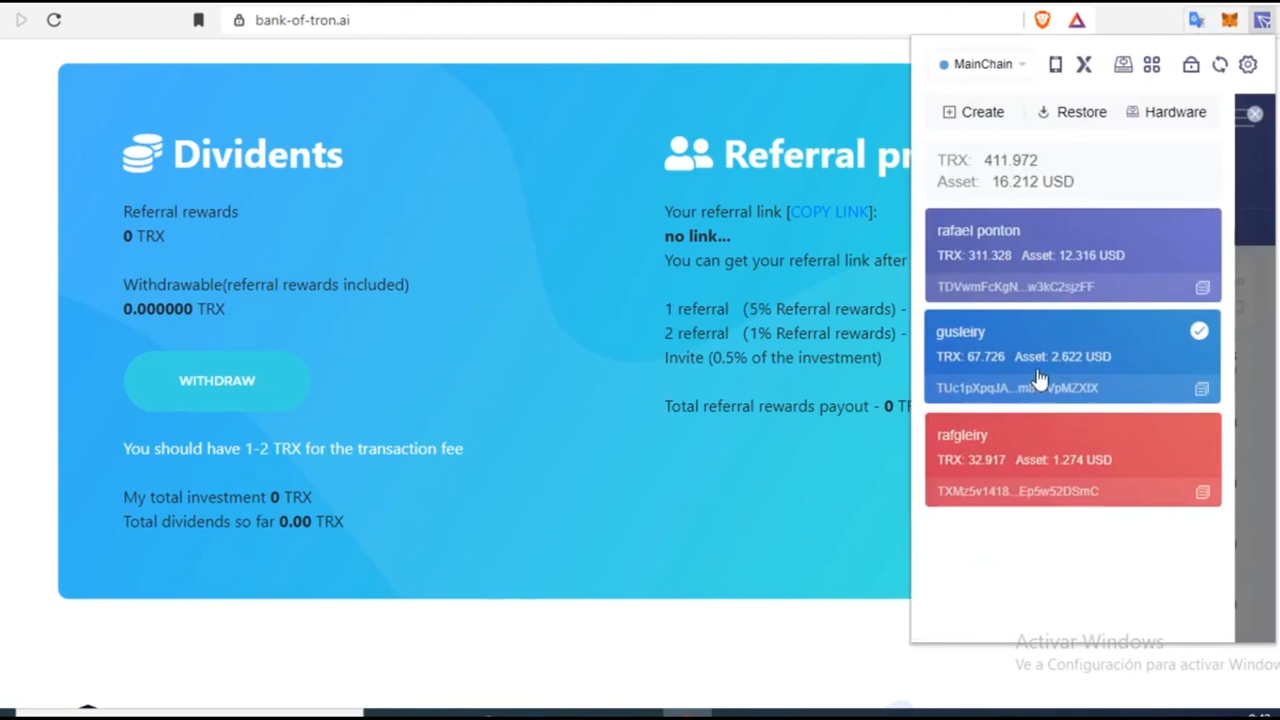 bank-of-tron.ai
Dividents
Referral rewards
0 TRX
Withdrawable(referral rewards included)
0.000000 TRX
WITHDRAW
You should have 1-2 TRX for the transaction fee
My total investment 0 TRX
Total dividends so far 0.00 TRX
Referral pr
Your referral link [COPY LINK]:
no link...
You can get your referral link after
1 referral (5% Referral rewards) -
2 referral (1% Referral rewards) -
Invite (0.5% of the investment)
Total referral rewards payout - 0 TR
MainChain
Create Restore Hardware
TRX: 411.972
Asset: 16.212 USD
rafael ponton
TRX: 311.328 Asset: 12.316 USD
TDVwmFcKgN...w3kC2sjzFF
gusleiry
TRX: 67.726 Asset: 2.622 USD
rafgleiry
TRX: 32.917 Asset: 1.274 USD
TXMz5v1418...Ep5w52DSmC
Activar Windows
Ve a Configuración para activar Window